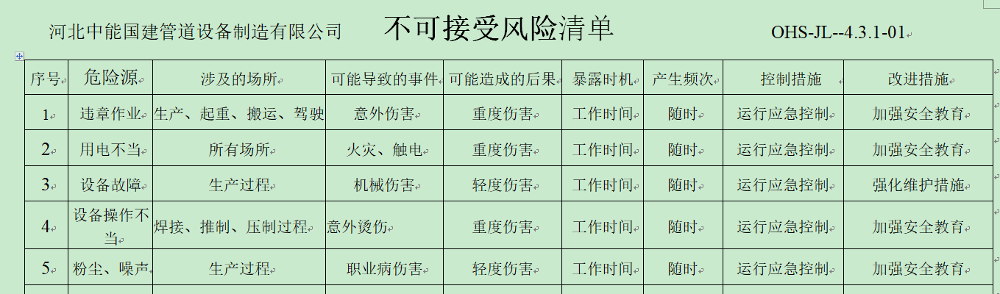 河北中能国建管道设备制造有限公司 不可接受风险清单 OHS-JL--4.3.1-01
序号 危险源 涉及的场所 可能导致的事件 可能造成的后果 暴露时机 产生频次 控制措施 改进措施
1 违章作业 生产、起重、搬运、驾驶 意外伤害 重度伤害 工作时间 随时 运行应急控制 加强安全教育
2 用电不当 所有场所 火灾、触电 重度伤害 工作时间 随时 运行应急控制 加强安全教育
3 设备故障 生产过程 机械伤害 轻度伤害 工作时间 随时 运行应急控制 强化维护措施
4 设备操作不
当 焊接、推制、压制过程 意外烫伤 重度伤害 工作时间 随时 运行应急控制 加强安全教育
5 粉尘、噪声 生产过程 职业病伤害 轻度伤害 工作时间 随时 运行应急控制 加强安全教育